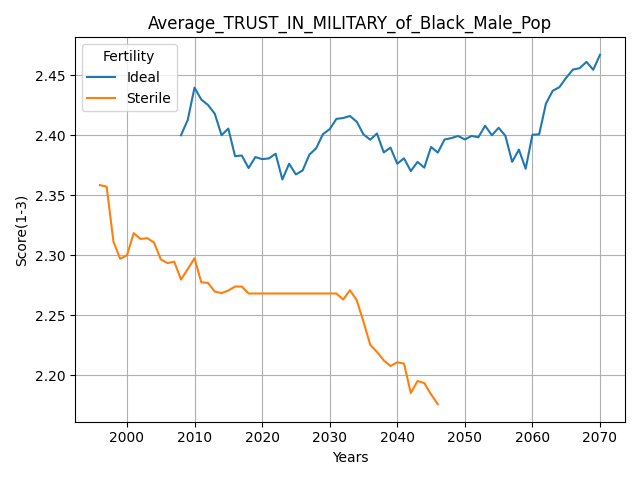 Average_TRUST_IN_MILITARY_of_Black_Male_Pop
Fertility
Ideal
Sterile
Score(1-3)
2.45
2.40
2.35
2.30
2.25
2.20
2000 2010 2020 2030 2040 2050 2060 2070
Years